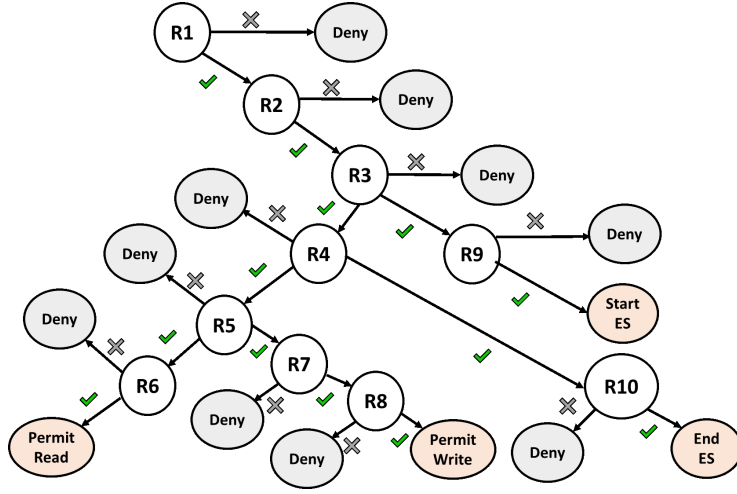 R1
Deny
R2
Deny
R3
Deny
Deny
R4
R9
Deny
Deny
Start
ES
Deny
R5
R7
R6
R8
R10
Deny
Permit
Read
Deny
Permit
Write
Deny
End
ES